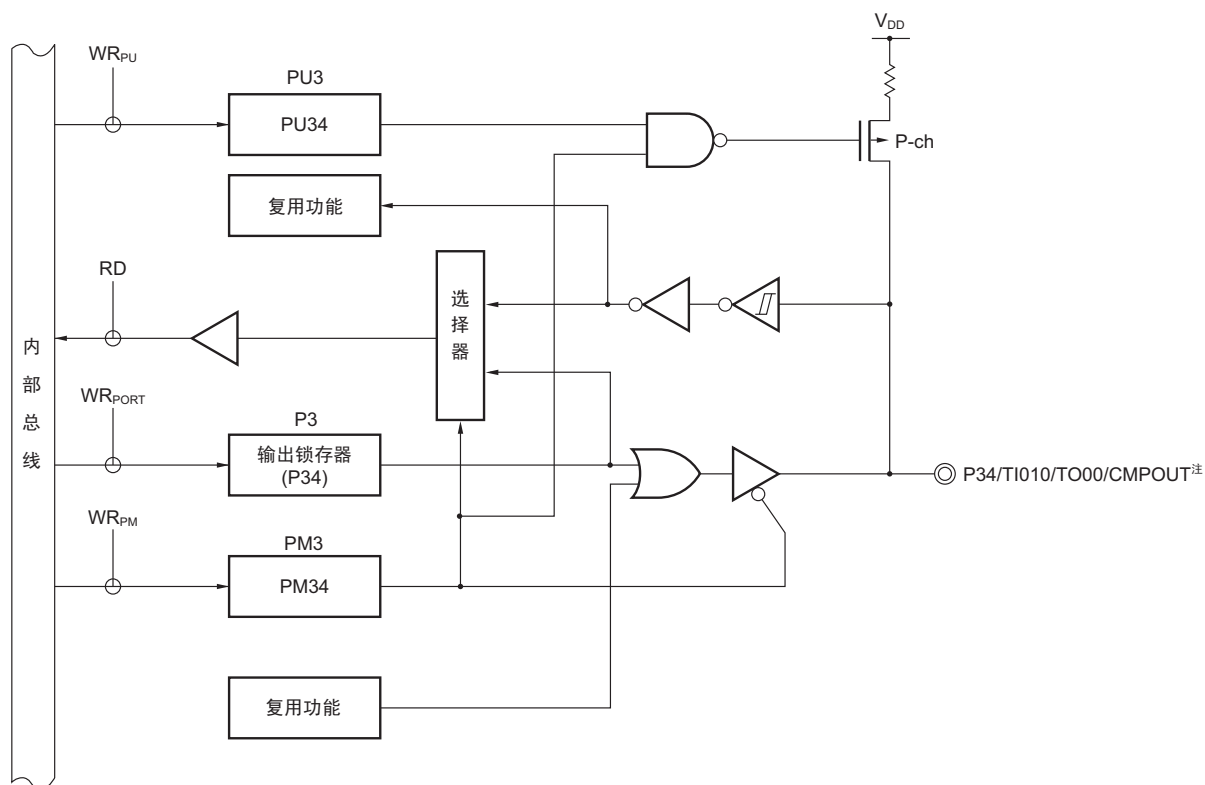 VDD
WRPU
PU3
PU34
P-ch
复用功能
RD
选择器
内部总线
WRPORT
P3
输出锁存器
(P34)
P34/TI010/TO00/CMPOUT注
WRPM
PM3
PM34
复用功能